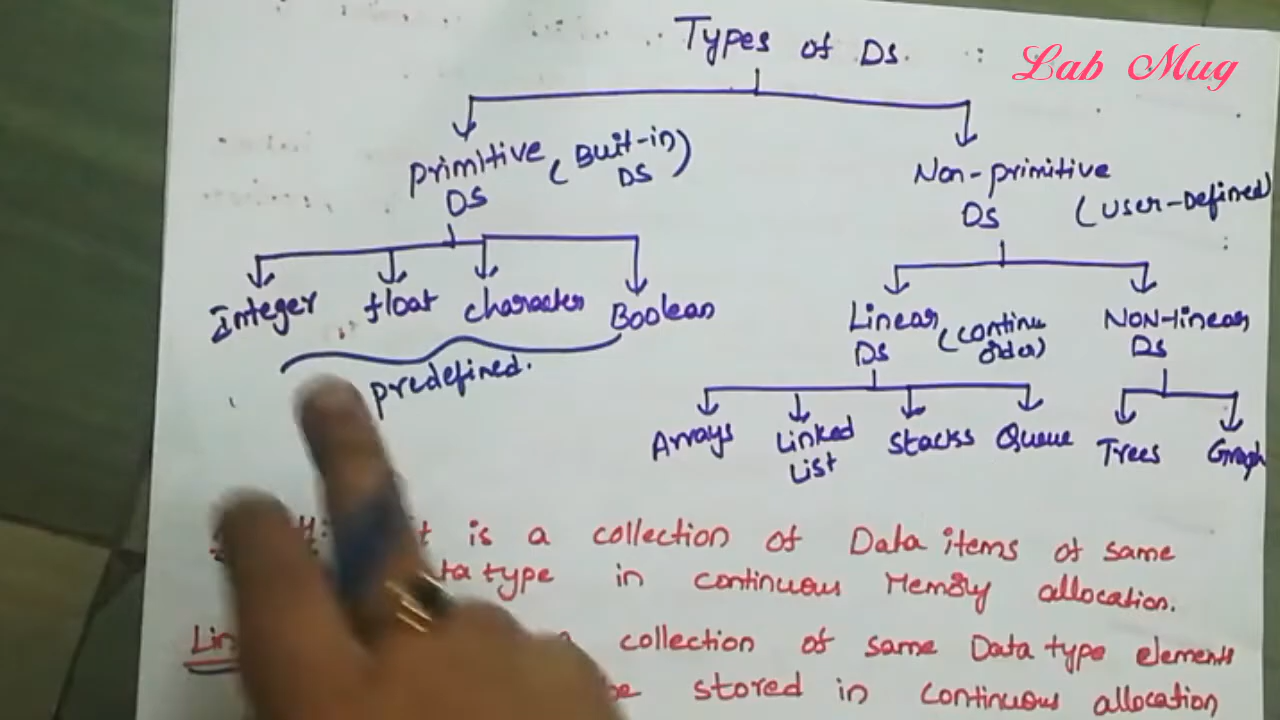 Types of Ds.
Lab Mug
primitive (Buit-in
DS DS)
Non-primitive
DS (User-Defined)
Integer float character Boolean
predefined.
Linear (continu
DS order)
NON-linear
DS
Arrays Linked Stacks Queue Trees Graph
List
is a collection of Data items of same
type in continuous Memory allocation.
collection of same Data type elements
stored in continuous allocation